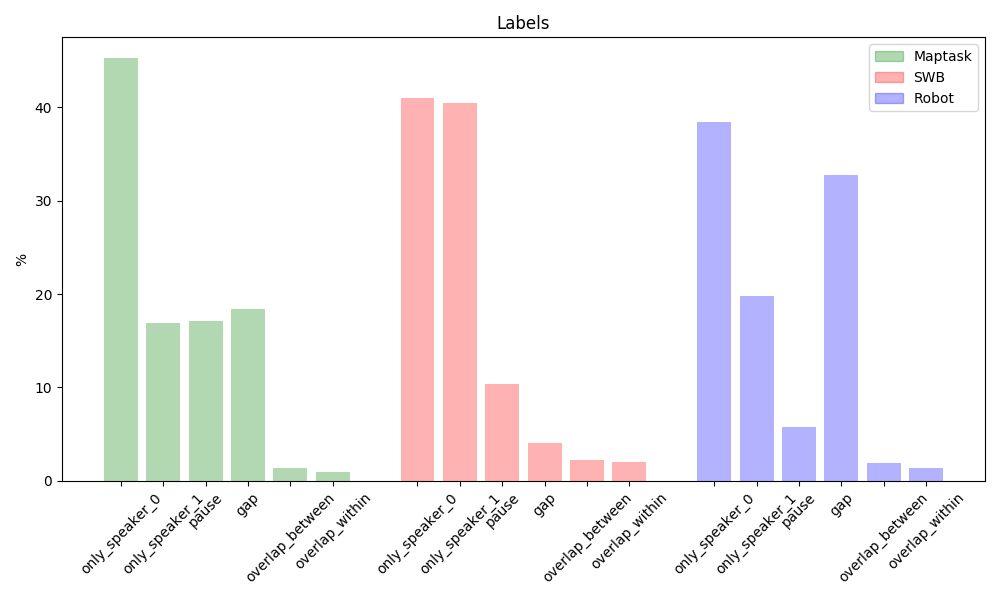 Labels
Maptask
SWB
Robot
%
40
30
20
10
0
only_speaker_0
only_speaker_1
pause
gap
overlap_between
overlap_within
only_speaker_0
only_speaker_1
pause
gap
overlap_between
overlap_within
only_speaker_0
only_speaker_1
pause
gap
overlap_between
overlap_within